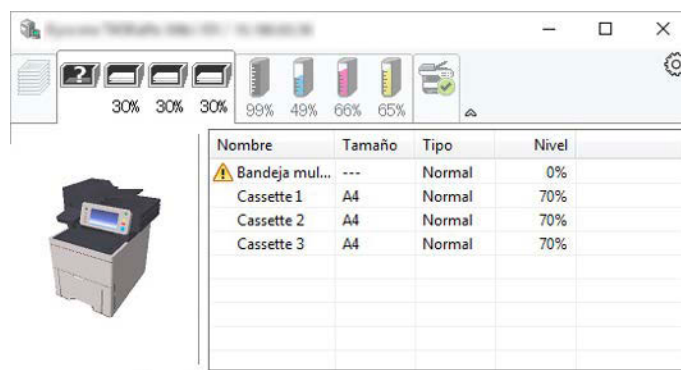 30% 30% 30% 99% 49% 66% 65%
Nombre Tamaño Tipo Nivel
Bandeja mul... --- Normal 0%
Cassette 1 A4 Normal 70%
Cassette 2 A4 Normal 70%
Cassette 3 A4 Normal 70%